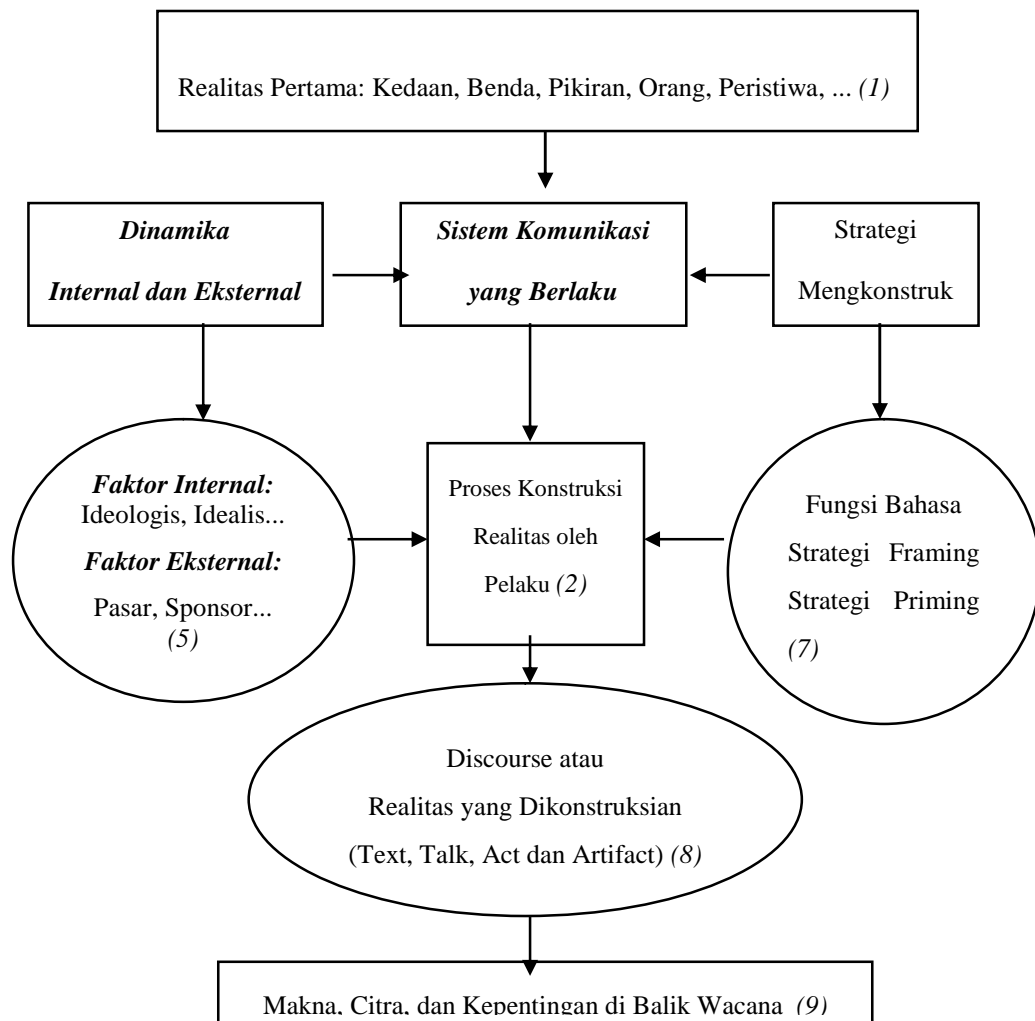 Realitas Pertama: Kedaan, Benda, Pikiran, Orang, Peristiwa, ... (1)
Dinamika
Internal dan Eksternal
Sistem Komunikasi
yang Berlaku
Strategi
Mengkonstruk
Faktor Internal:
Ideologis, Idealis...
Faktor Eksternal:
Pasar, Sponsor...
(5)
Proses Konstruksi
Realitas oleh
Pelaku (2)
Fungsi Bahasa
Strategi Framing
Strategi Priming
(7)
Discourse atau
Realitas yang Dikonstruksian
(Text, Talk, Act dan Artifact) (8)
Makna, Citra, dan Kepentingan di Balik Wacana (9)